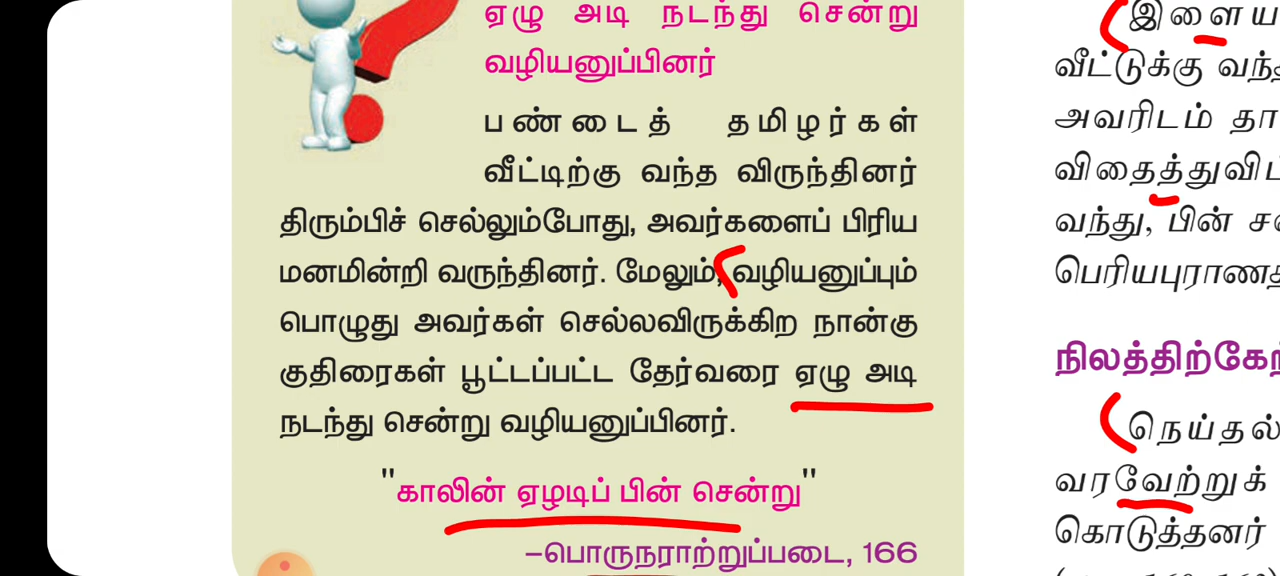 ஏழு அடி நடந்து சென்று
வழியனுப்பினர்
பண்டைத் தமிழர்கள்
வீட்டிற்கு வந்த விருந்தினர்
திரும்பிச் செல்லும்போது, அவர்களைப் பிரிய
மனமின்றி வருந்தினர். மேலும், வழியனுப்பும்
பொழுது அவர்கள் செல்லவிருக்கிற நான்கு
குதிரைகள் பூட்டப்பட்ட தேர்வரை ஏழு அடி
நடந்து சென்று வழியனுப்பினர்.
"காலின் ஏழடிப் பின் சென்று"
–பொருநராற்றுப்படை, 166
இளைய
வீட்டுக்கு வந்த
அவரிடம் தா
விதைத்துவிட்
வந்து, பின் ச
பெரியபுராணத
நிலத்திற்கேற்
நெய்தல்
வரவேற்றுக்
கொடுத்தனர்